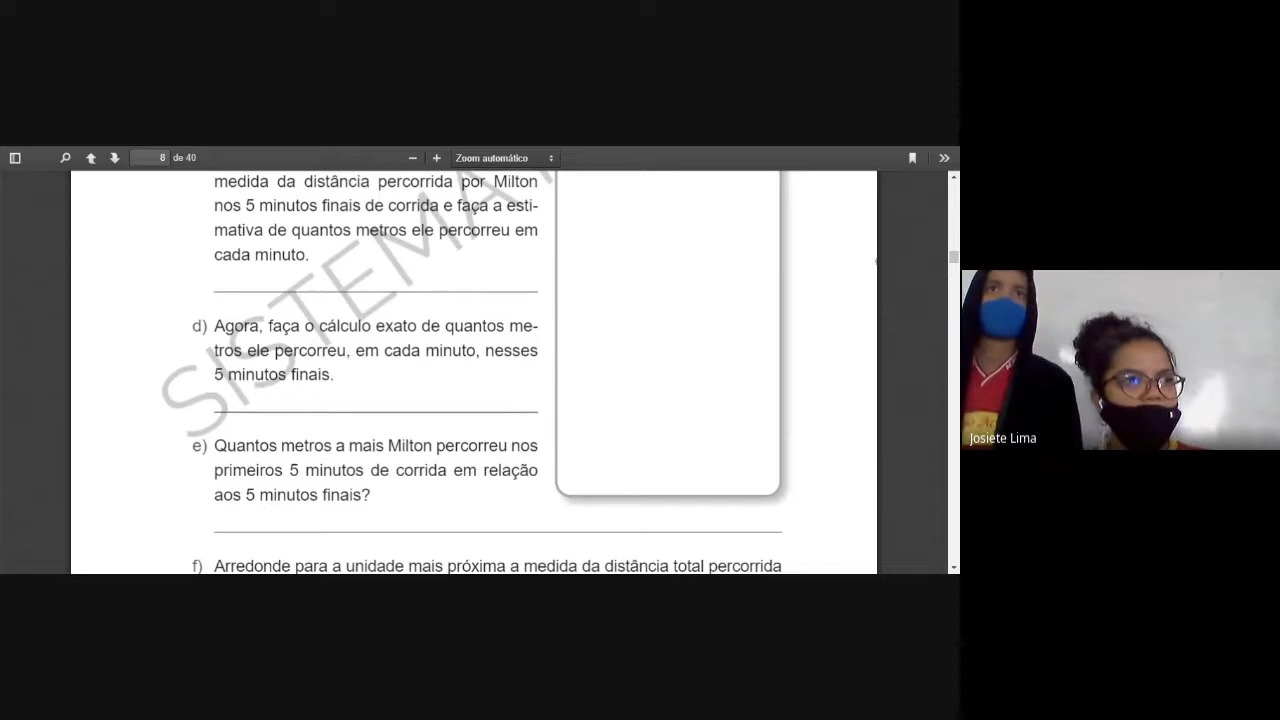 8 de 40
Zoom automático
medida da distância percorrida por Milton
nos 5 minutos finais de corrida e faça a esti-
mativa de quantos metros ele percorreu em
cada minuto.
d) Agora, faça o cálculo exato de quantos me-
tros ele percorreu, em cada minuto, nesses
5 minutos finais.
e) Quantos metros a mais Milton percorreu nos
primeiros 5 minutos de corrida em relação
aos 5 minutos finais?
f) Arredonde para a unidade mais próxima a medida da distância total percorrida
SISTEMA
Josiete Lima